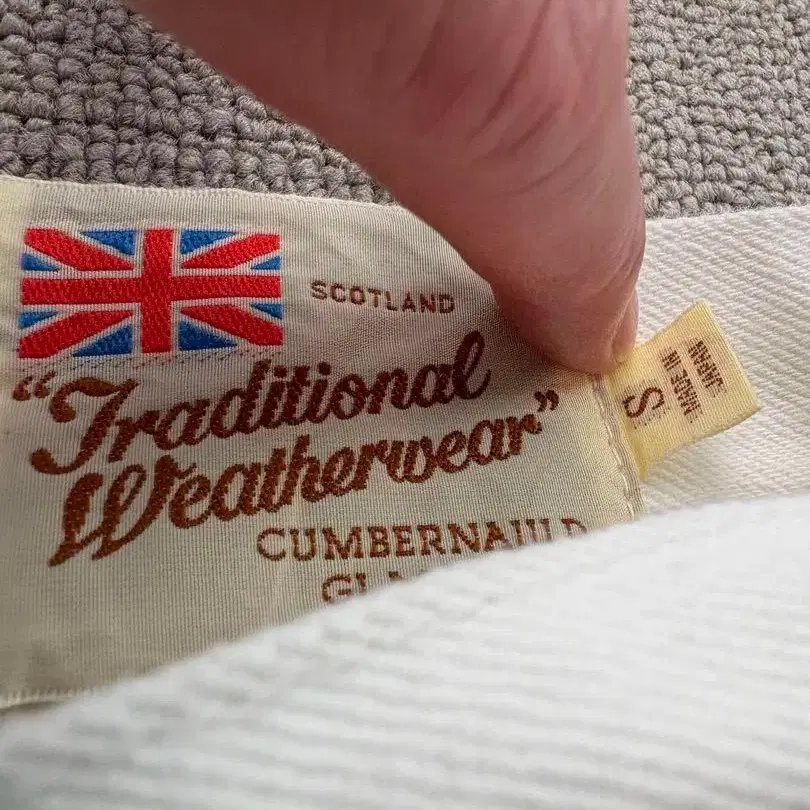 SCOTLAND
“Traditional
Weatherwear”
CUMBERNAULD
S
MADE IN
JAPAN